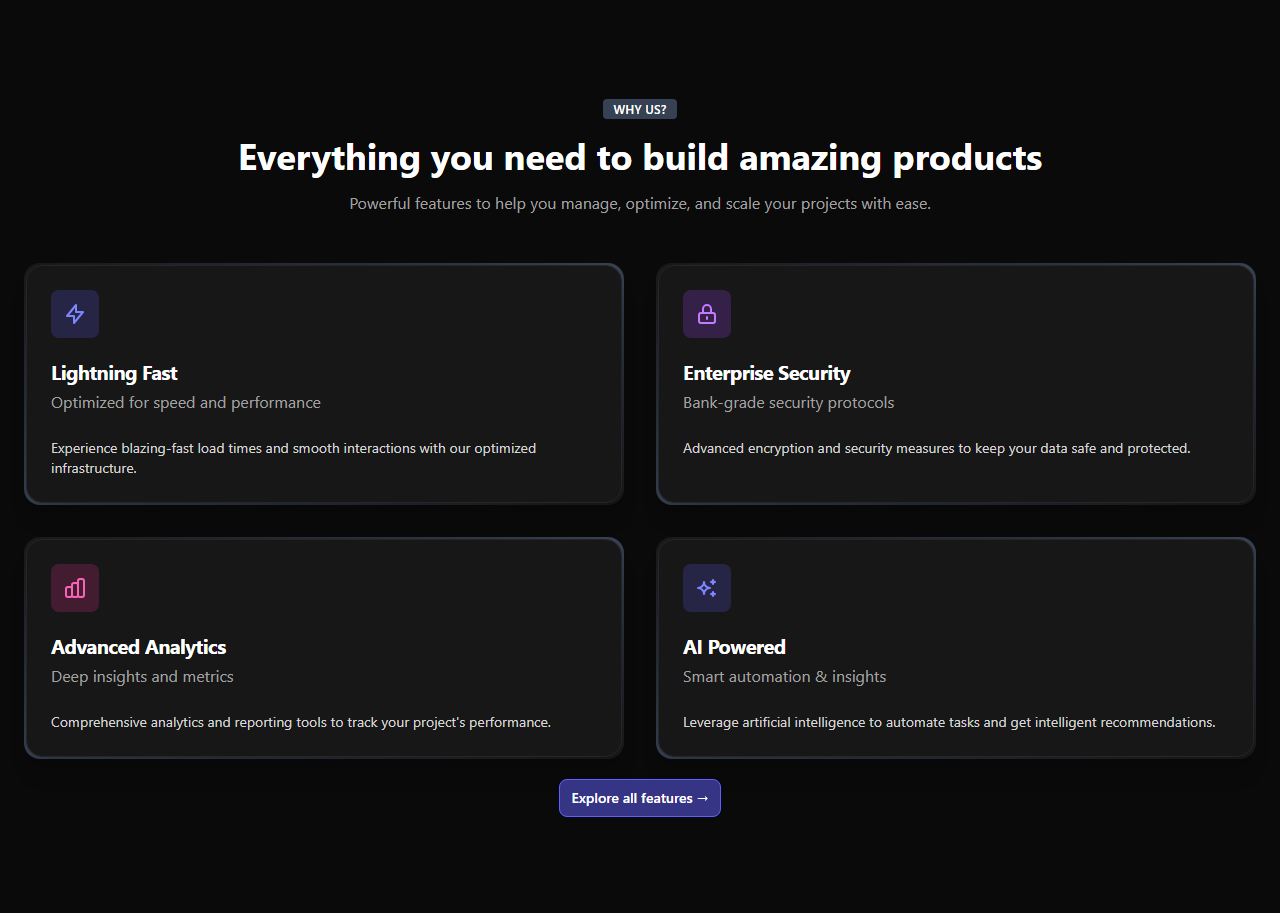 WHY US?
Everything you need to build amazing products
Powerful features to help you manage, optimize, and scale your projects with ease.
Lightning Fast
Optimized for speed and performance
Experience blazing-fast load times and smooth interactions with our optimized
infrastructure.
Enterprise Security
Bank-grade security protocols
Advanced encryption and security measures to keep your data safe and protected.
Advanced Analytics
Deep insights and metrics
Comprehensive analytics and reporting tools to track your project's performance.
AI Powered
Smart automation & insights
Leverage artificial intelligence to automate tasks and get intelligent recommendations.
Explore all features →